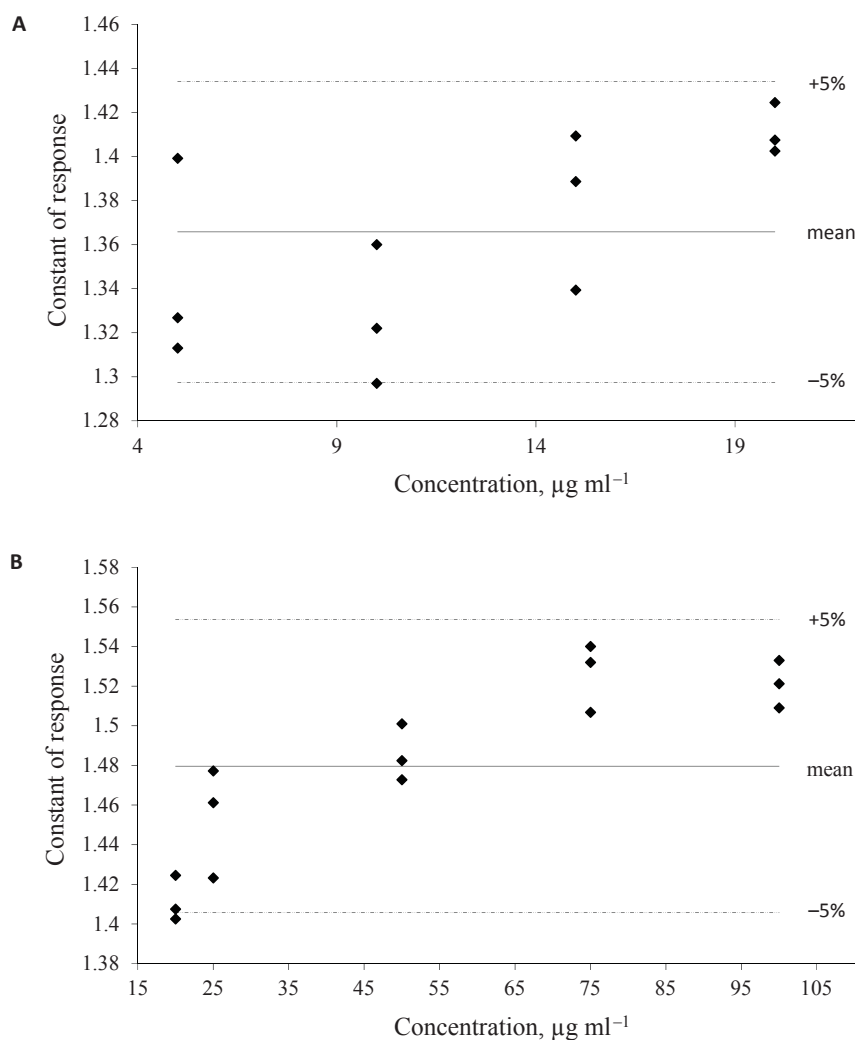 A
1.46
1.44
+5%
1.42
1.4
1.38
mean
1.36
1.34
1.32
−5%
1.3
1.28
4 9 14 19
Constant of response
Concentration, µg ml⁻¹
B
1.58
1.56
+5%
1.54
1.52
1.5
1.48
mean
1.46
1.44
1.42
−5%
1.4
1.38
15 25 35 45 55 65 75 85 95 105
Constant of response
Concentration, µg ml⁻¹